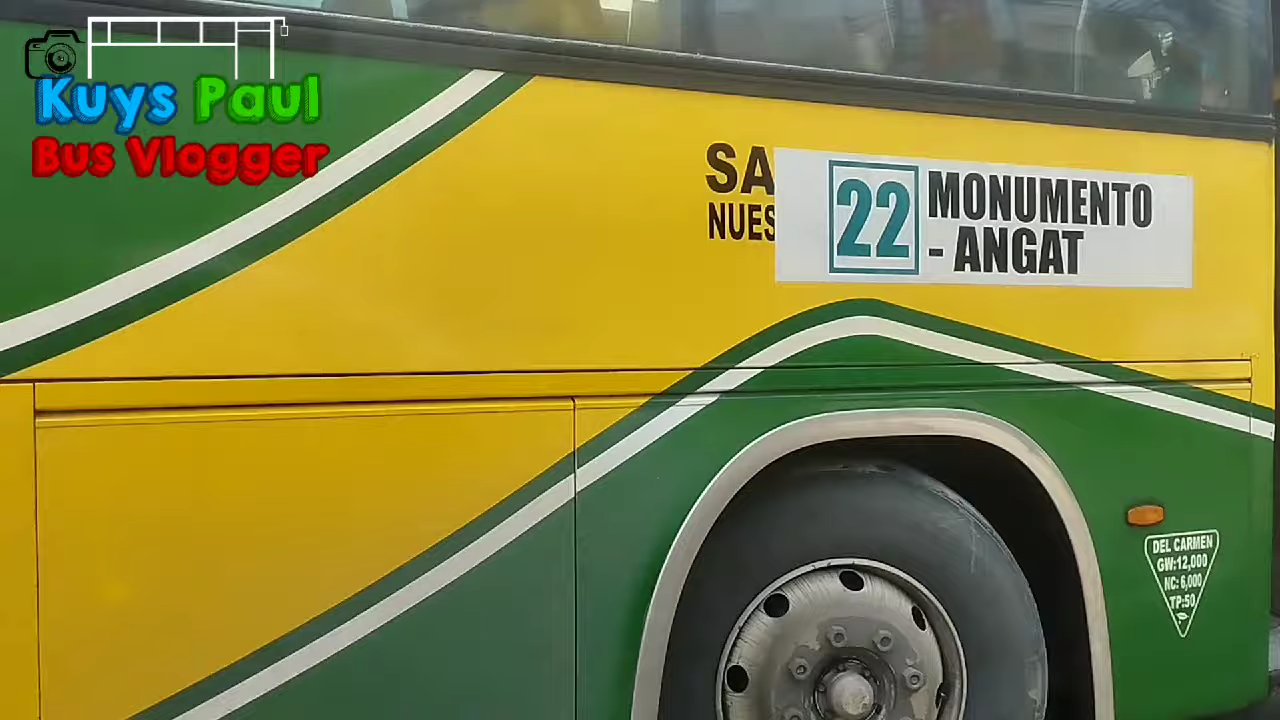 Kuys Paul
Bus Vlogger
SA
NUES
22 MONUMENTO
- ANGAT
DEL CARMEN
GW:12,000
NC: 6,000
TP:50